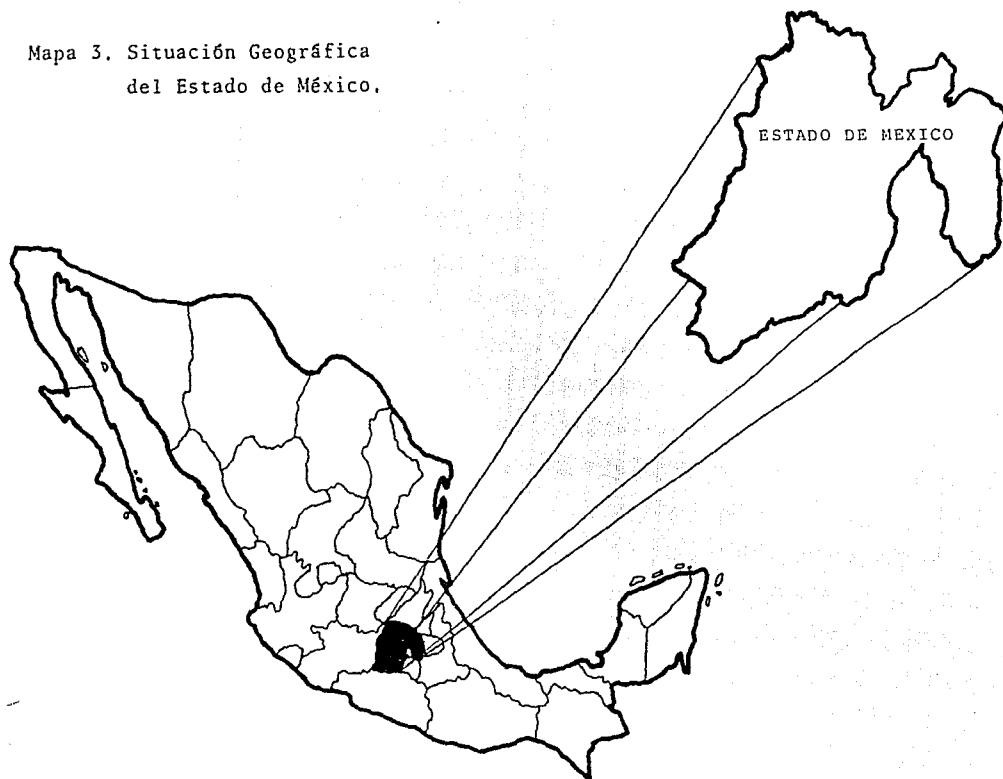 Mapa 3. Situación Geográfica
del Estado de México.
ESTADO DE MEXICO